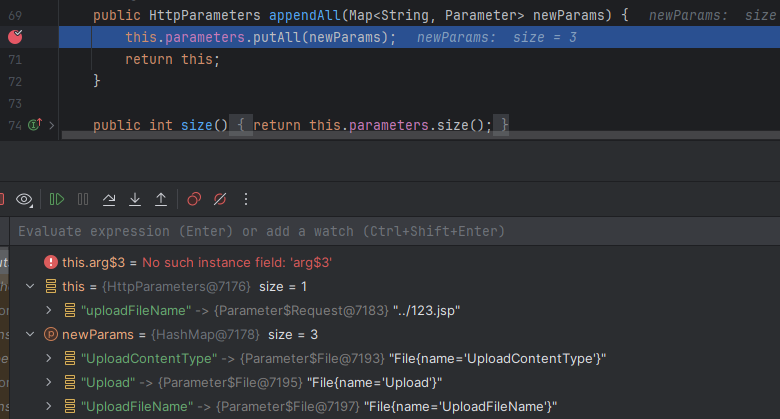 69 public HttpParameters appendAll(Map<String, Parameter> newParams) { newParams: size
this.parameters.putAll(newParams); newParams: size = 3
71 return this;
72 }
73
74 public int size() { return this.parameters.size(); }
Evaluate expression (Enter) or add a watch (Ctrl+Shift+Enter)
this.arg$3 = No such instance field: 'arg$3'
this = {HttpParameters@7176} size = 1
"uploadFileName" -> {Parameter$Request@7183} "../123.jsp"
newParams = {HashMap@7178} size = 3
"UploadContentType" -> {Parameter$File@7193} "File{name='UploadContentType'}"
"Upload" -> {Parameter$File@7195} "File{name='Upload'}"
"UploadFileName" -> {Parameter$File@7197} "File{name='UploadFileName'}"